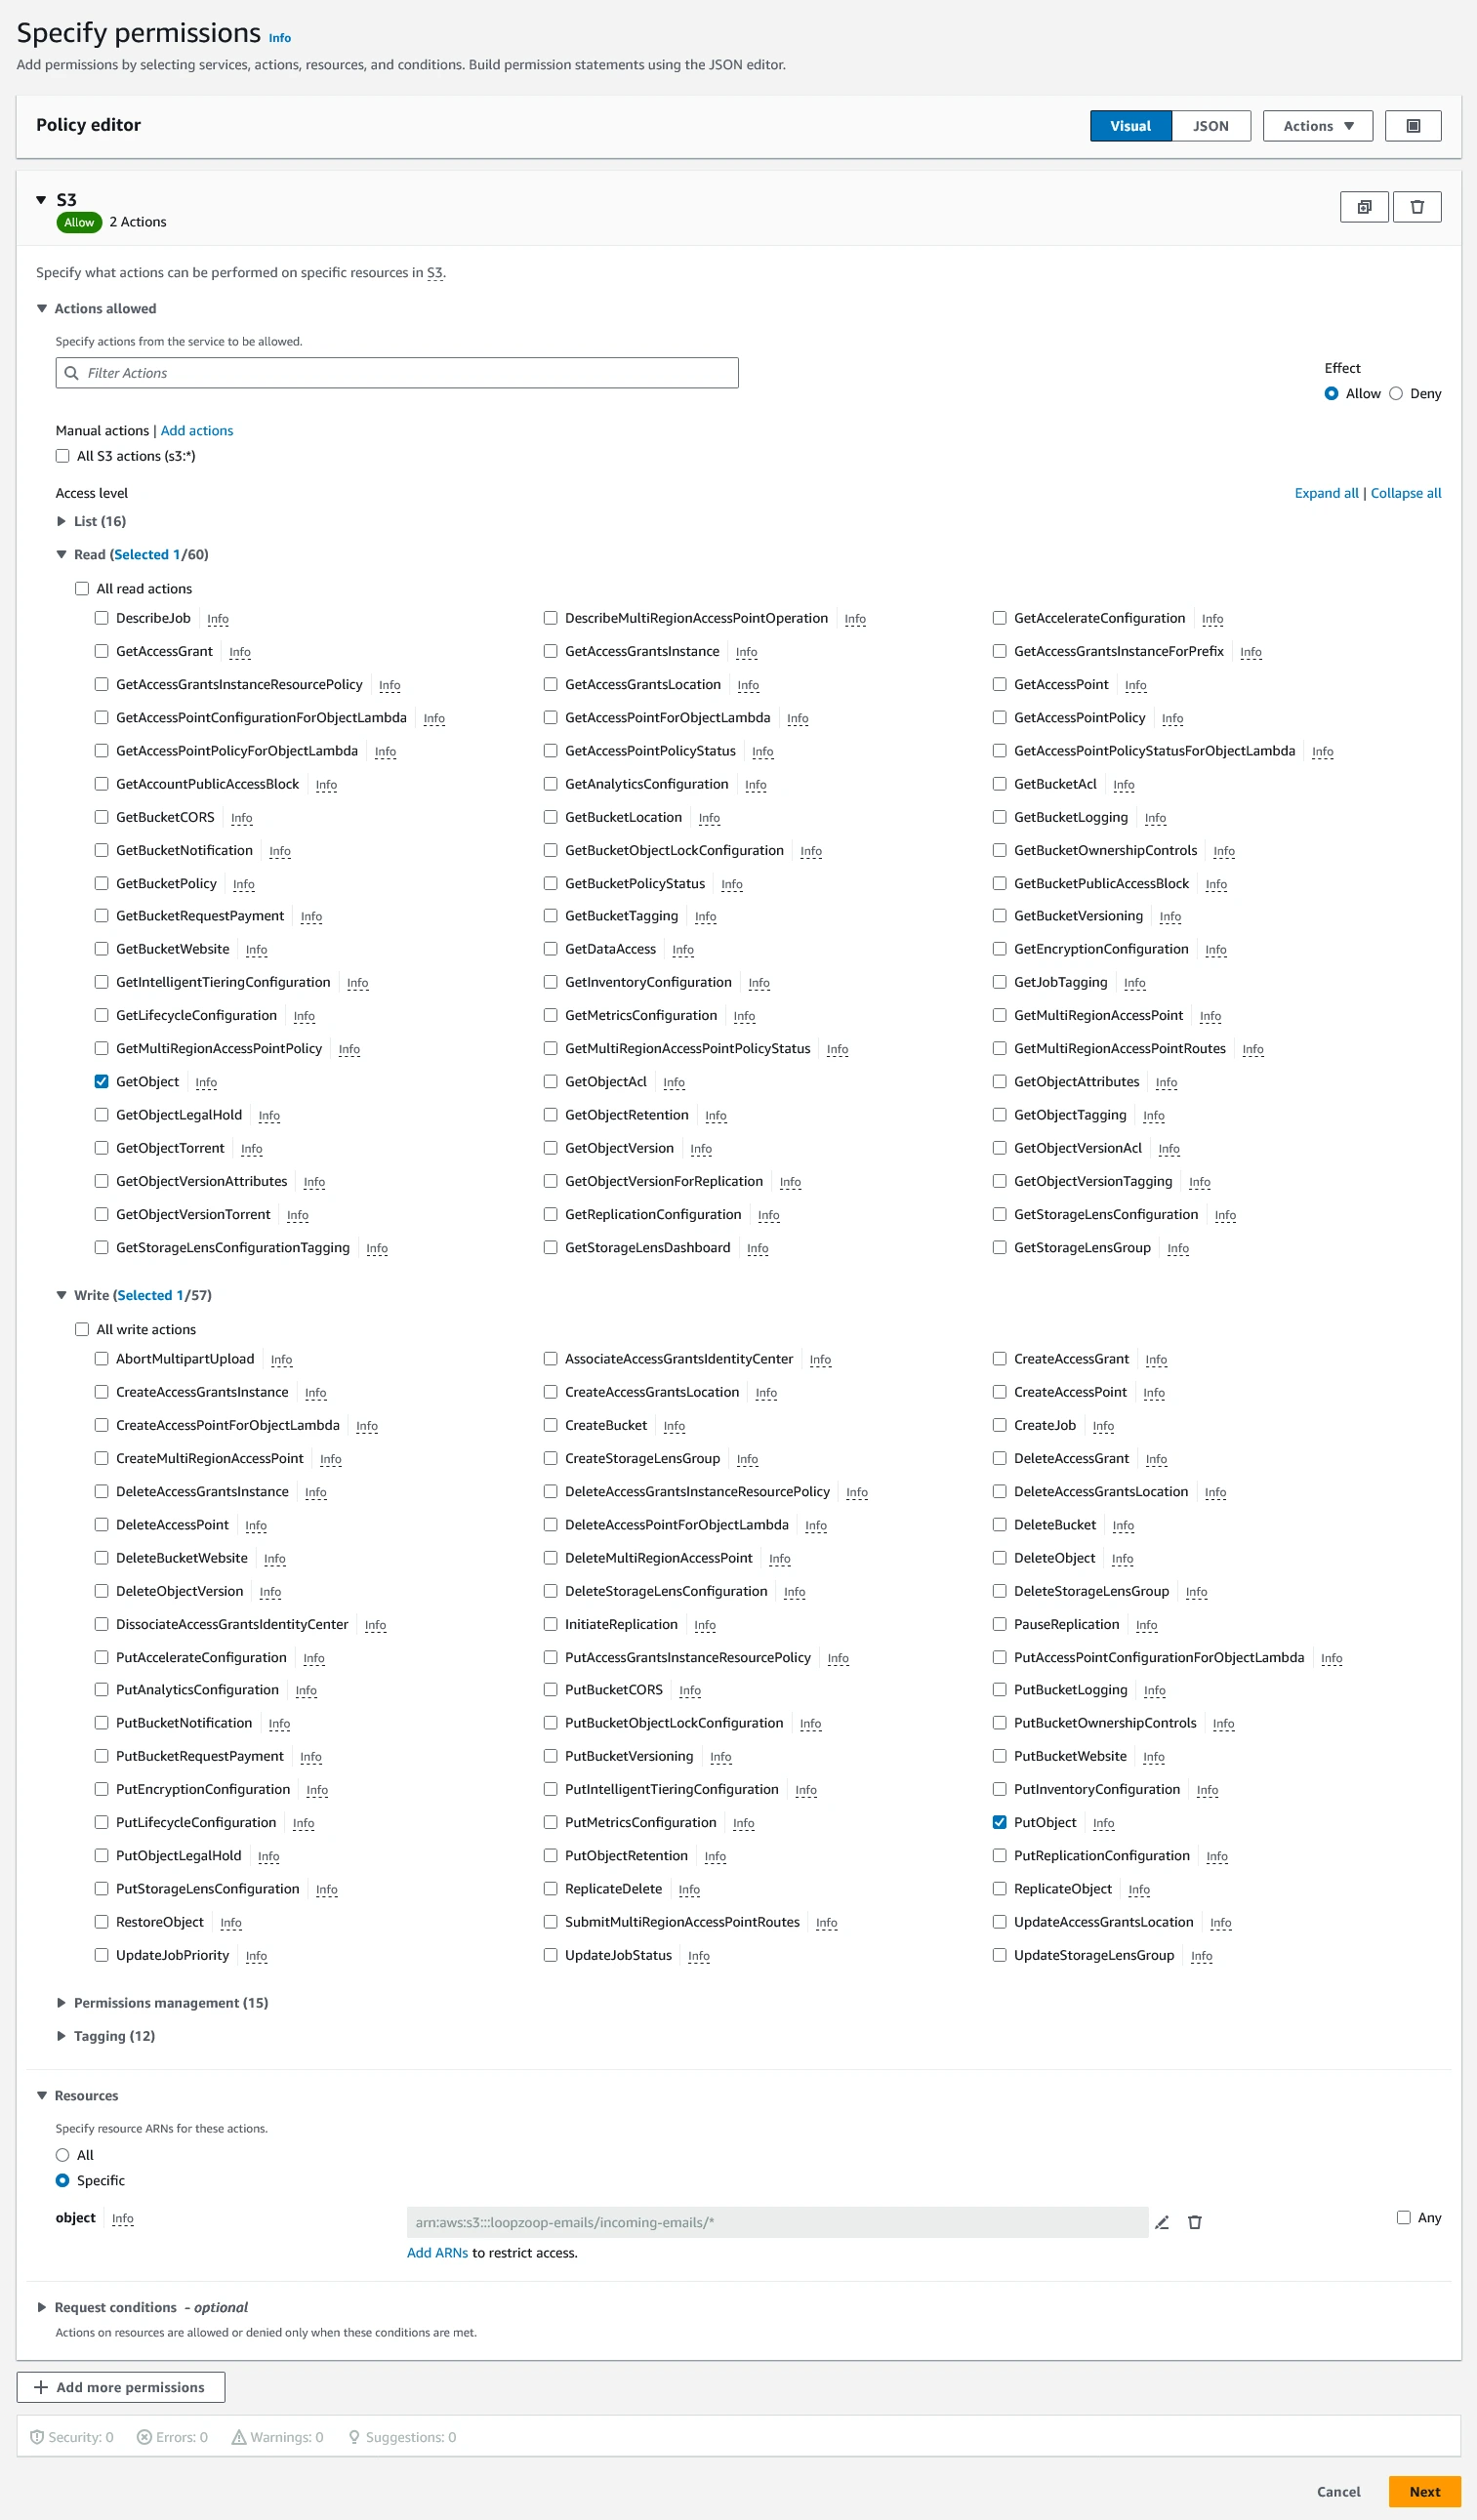 Specify permissions Info
Add permissions by selecting services, actions, resources, and conditions. Build permission statements using the JSON editor.
Policy editor Visual JSON Actions
S3
Allow 2 Actions
Specify what actions can be performed on specific resources in S3.
Actions allowed
Specify actions from the service to be allowed.
Filter Actions
Effect
Allow Deny
Manual actions | Add actions
All S3 actions (s3:*)
Access level Expand all | Collapse all
List (16)
Read (Selected 1/60)
All read actions
DescribeJob Info DescribeMultiRegionAccessPointOperation Info GetAccelerateConfiguration Info
GetAccessGrant Info GetAccessGrantsInstance Info GetAccessGrantsInstanceForPrefix Info
GetAccessGrantsInstanceResourcePolicy Info GetAccessGrantsLocation Info GetAccessPoint Info
GetAccessPointConfigurationForObjectLambda Info GetAccessPointForObjectLambda Info GetAccessPointPolicy Info
GetAccessPointPolicyForObjectLambda Info GetAccessPointPolicyStatus Info GetAccessPointPolicyStatusForObjectLambda Info
GetAccountPublicAccessBlock Info GetAnalyticsConfiguration Info GetBucketAcl Info
GetBucketCORS Info GetBucketLocation Info GetBucketLogging Info
GetBucketNotification Info GetBucketObjectLockConfiguration Info GetBucketOwnershipControls Info
GetBucketPolicy Info GetBucketPolicyStatus Info GetBucketPublicAccessBlock Info
GetBucketRequestPayment Info GetBucketTagging Info GetBucketVersioning Info
GetBucketWebsite Info GetDataAccess Info GetEncryptionConfiguration Info
GetIntelligentTieringConfiguration Info GetInventoryConfiguration Info GetJobTagging Info
GetLifecycleConfiguration Info GetMetricsConfiguration Info GetMultiRegionAccessPoint Info
GetMultiRegionAccessPointPolicy Info GetMultiRegionAccessPointPolicyStatus Info GetMultiRegionAccessPointRoutes Info
GetObject Info GetObjectAcl Info GetObjectAttributes Info
GetObjectLegalHold Info GetObjectRetention Info GetObjectTagging Info
GetObjectTorrent Info GetObjectVersion Info GetObjectVersionAcl Info
GetObjectVersionAttributes Info GetObjectVersionForReplication Info GetObjectVersionTagging Info
GetObjectVersionTorrent Info GetReplicationConfiguration Info GetStorageLensConfiguration Info
GetStorageLensConfigurationTagging Info GetStorageLensDashboard Info GetStorageLensGroup Info
Write (Selected 1/57)
All write actions
AbortMultipartUpload Info AssociateAccessGrantsIdentityCenter Info CreateAccessGrant Info
CreateAccessGrantsInstance Info CreateAccessGrantsLocation Info CreateAccessPoint Info
CreateAccessPointForObjectLambda Info CreateBucket Info CreateJob Info
CreateMultiRegionAccessPoint Info CreateStorageLensGroup Info DeleteAccessGrant Info
DeleteAccessGrantsInstance Info DeleteAccessGrantsInstanceResourcePolicy Info DeleteAccessGrantsLocation Info
DeleteAccessPoint Info DeleteAccessPointForObjectLambda Info DeleteBucket Info
DeleteBucketWebsite Info DeleteMultiRegionAccessPoint Info DeleteObject Info
DeleteObjectVersion Info DeleteStorageLensConfiguration Info DeleteStorageLensGroup Info
DissociateAccessGrantsIdentityCenter Info InitiateReplication Info PauseReplication Info
PutAccelerateConfiguration Info PutAccessGrantsInstanceResourcePolicy Info PutAccessPointConfigurationForObjectLambda Info
PutAnalyticsConfiguration Info PutBucketCORS Info PutBucketLogging Info
PutBucketNotification Info PutBucketObjectLockConfiguration Info PutBucketOwnershipControls Info
PutBucketRequestPayment Info PutBucketVersioning Info PutBucketWebsite Info
PutEncryptionConfiguration Info PutIntelligentTieringConfiguration Info PutInventoryConfiguration Info
PutLifecycleConfiguration Info PutMetricsConfiguration Info PutObject Info
PutObjectLegalHold Info PutObjectRetention Info PutReplicationConfiguration Info
PutStorageLensConfiguration Info ReplicateDelete Info ReplicateObject Info
RestoreObject Info SubmitMultiRegionAccessPointRoutes Info UpdateAccessGrantsLocation Info
UpdateJobPriority Info UpdateJobStatus Info UpdateStorageLensGroup Info
Permissions management (15)
Tagging (12)
Resources
Specify resource ARNs for these actions.
All
Specific
object Info arn:aws:s3:::loopzoop-emails/incoming-emails/* Any
Add ARNs to restrict access.
Request conditions - optional
Actions on resources are allowed or denied only when these conditions are met.
Add more permissions
Security: 0 Errors: 0 Warnings: 0 Suggestions: 0
Cancel Next